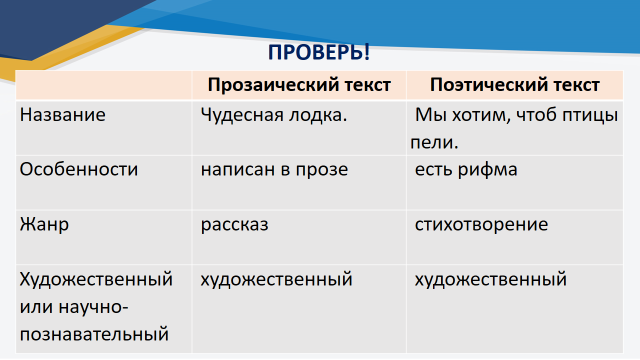 ПРОВЕРЬ!
Прозаический текст Поэтический текст
Название Чудесная лодка. Мы хотим, чтоб птицы
пели.
Особенности написан в прозе есть рифма
Жанр рассказ стихотворение
Художественный художественный художественный
или научно-
познавательный